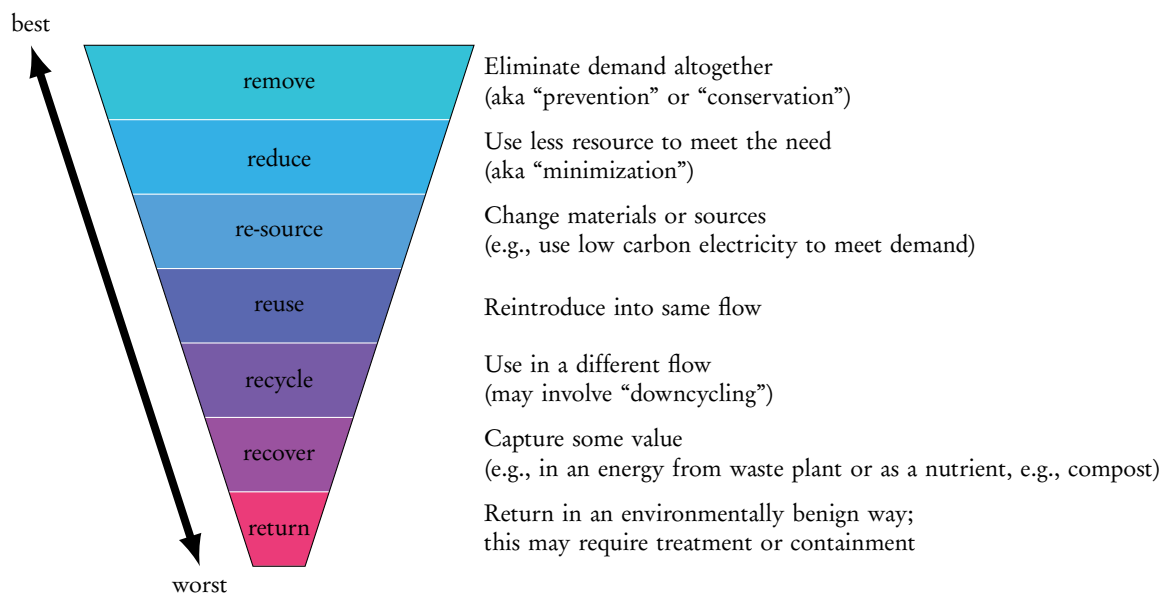 best
remove
Eliminate demand altogether
(aka “prevention” or “conservation”)
reduce
Use less resource to meet the need
(aka “minimization”)
re-source
Change materials or sources
(e.g., use low carbon electricity to meet demand)
reuse
Reintroduce into same flow
recycle
Use in a different flow
(may involve “downcycling”)
recover
Capture some value
(e.g., in an energy from waste plant or as a nutrient, e.g., compost)
return
Return in an environmentally benign way;
this may require treatment or containment
worst